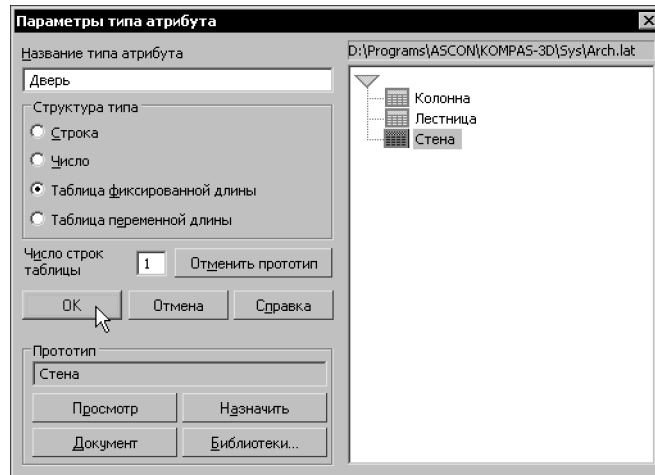 Параметры типа атрибута
Название типа атрибута
Дверь
Структура типа
Строка
Число
Таблица фиксированной длины
Таблица переменной длины
Число строк
таблицы
1
Отменить прототип
OK
Отмена
Справка
Прототип
Стена
Просмотр
Назначить
Документ
Библиотеки...
D:\Programs\ASCON\KOMPAS-3D\Sys\Arch.lat
Колонна
Лестница
Стена